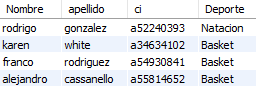 Nombre apellido ci Deporte
rodrigo gonzalez a52240393 Natacion
karen white a34634102 Basket
franco rodriguez a54930841 Basket
alejandro cassanello a55814652 Basket